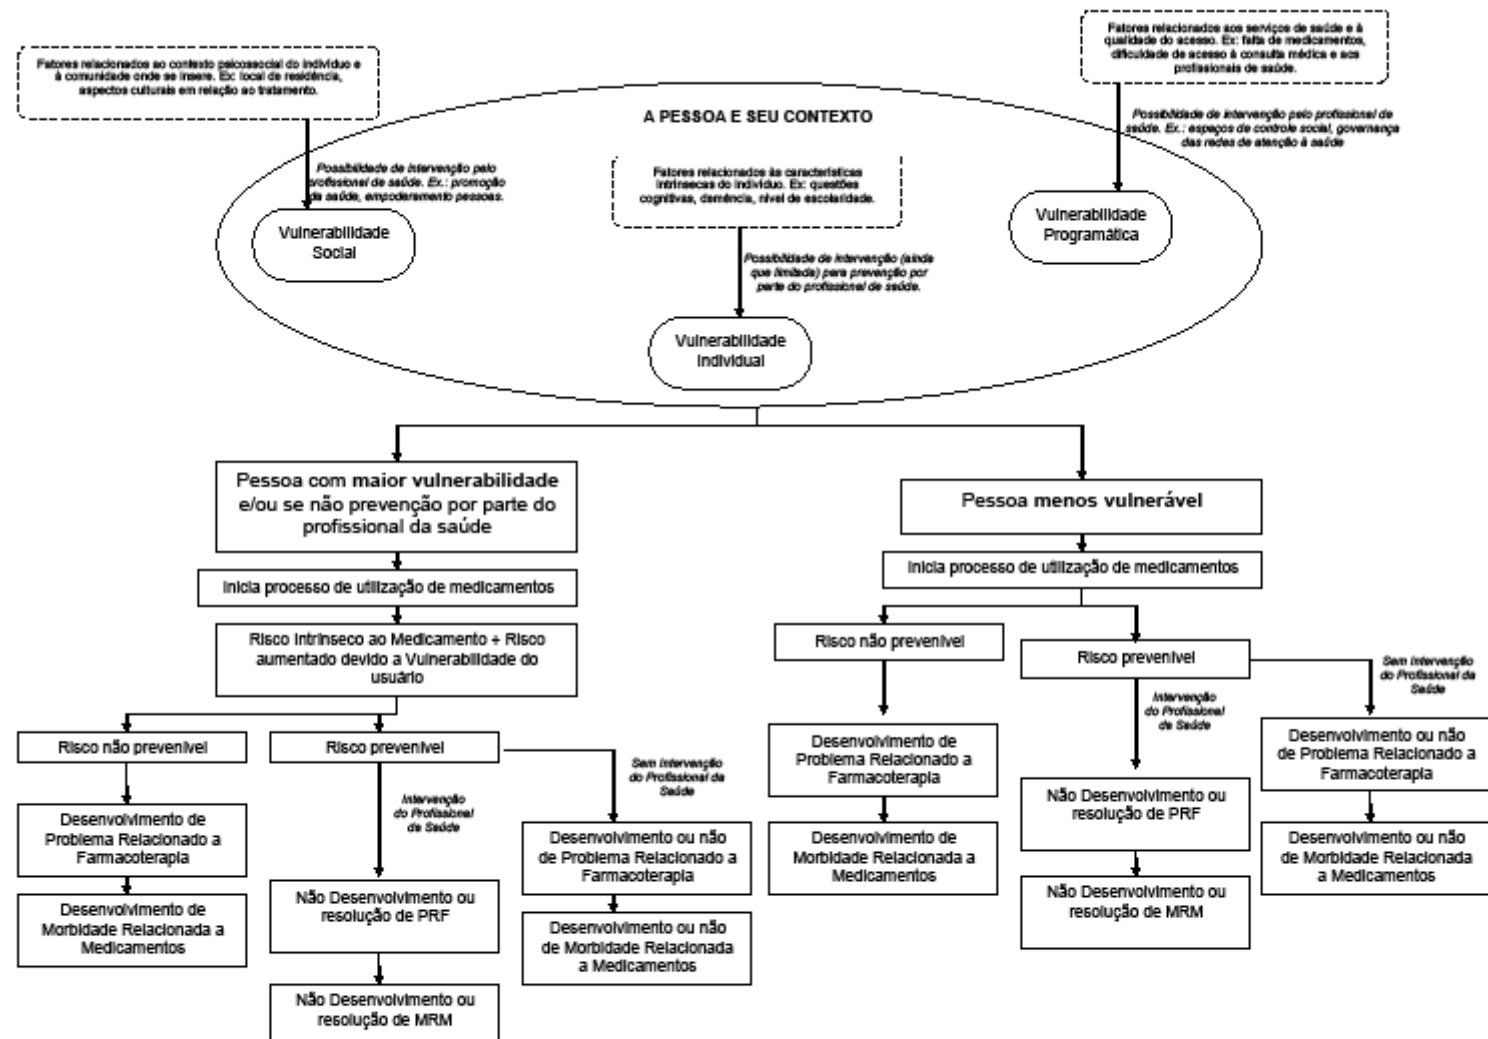 Fatores relacionados ao contexto psicossocial do indivíduo e
à comunidade onde se insere. Ex: local de residência,
aspectos culturais em relação ao tratamento.
Fatores relacionados aos serviços de saúde e à
qualidade do acesso. Ex: falta de medicamentos,
dificuldade de acesso à consulta médica e aos
profissionais de saúde.
A PESSOA E SEU CONTEXTO
Possibilidade de intervenção pelo
profissional de saúde. Ex.: promoção
da saúde, empoderamento pessoas.
Fatores relacionados às características
intrínsecas do indivíduo. Ex: questões
cognitivas, demência, nível de escolaridade.
Possibilidade de intervenção pelo profissional de
saúde. Ex.: espaços de controle social, governança
das redes de atenção à saúde
Vulnerabilidade
Social
Vulnerabilidade
Programática
Possibilidade de intervenção (ainda
que limitada) para prevenção por
parte do profissional de saúde.
Vulnerabilidade
Individual
Pessoa com maior vulnerabilidade
e/ou se não prevenção por parte do
profissional da saúde
Inicia processo de utilização de medicamentos
Risco Intrínseco ao Medicamento + Risco
aumentado devido a Vulnerabilidade do
usuário
Risco não prevenível
Desenvolvimento de
Problema Relacionado a
Farmacoterapia
Desenvolvimento de
Morbidade Relacionada a
Medicamentos
Risco prevenível
Intervenção
do Profissional
da Saúde
Não Desenvolvimento ou
resolução de PRF
Não Desenvolvimento ou
resolução de MRM
Sem Intervenção
do Profissional da
Saúde
Desenvolvimento ou não
de Problema Relacionado a
Farmacoterapia
Desenvolvimento ou não
de Morbidade Relacionada
a Medicamentos
Pessoa menos vulnerável
Inicia processo de utilização de medicamentos
Risco não prevenível
Desenvolvimento de
Problema Relacionado a
Farmacoterapia
Desenvolvimento de
Morbidade Relacionada a
Medicamentos
Risco prevenível
Intervenção
do Profissional
da Saúde
Não Desenvolvimento ou
resolução de PRF
Não Desenvolvimento ou
resolução de MRM
Sem Intervenção
do Profissional da
Saúde
Desenvolvimento ou não
de Problema Relacionado a
Farmacoterapia
Desenvolvimento ou não
de Morbidade Relacionada
a Medicamentos